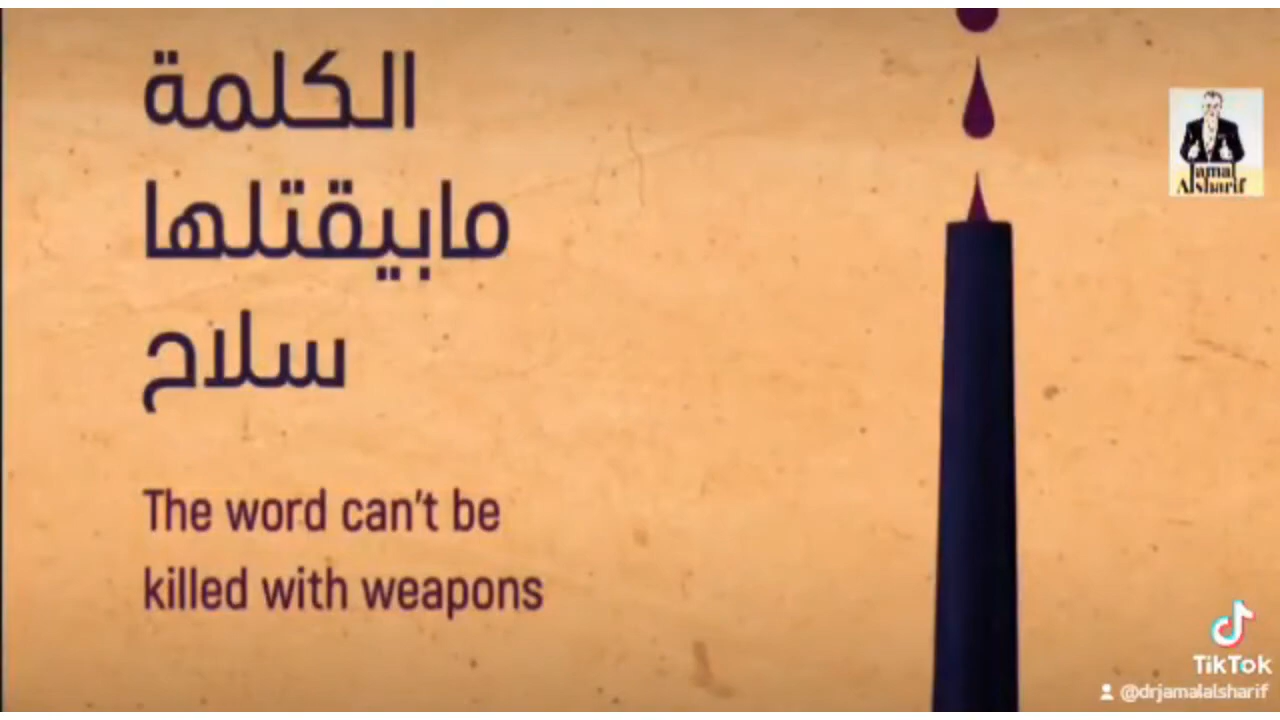 الكلمة
مابيقتلها
سلاح
The word can't be
killed with weapons
Jamal
Alsharif
TikTok
@drjamalalsharif